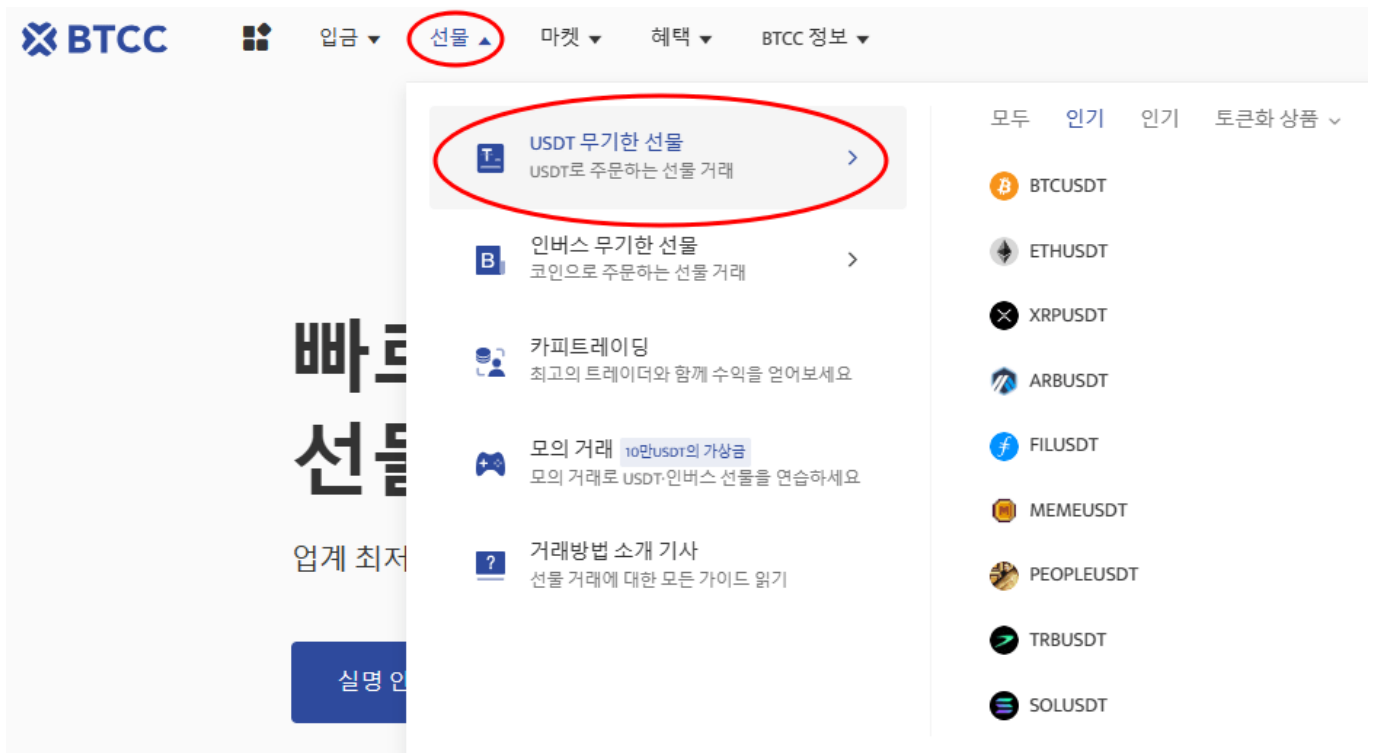 BTCC
입금 ▼ 선물 ▲ 마켓 ▼ 혜택 ▼ BTCC 정보 ▼
USDT 무기한 선물
USDT로 주문하는 선물 거래
인버스 무기한 선물
코인으로 주문하는 선물 거래
카피트레이딩
최고의 트레이더와 함께 수익을 얻어보세요
모의 거래 10만USDT의 가상금
모의 거래로 USDT·인버스 선물을 연습하세요
거래방법 소개 기사
선물 거래에 대한 모든 가이드 읽기
모두 인기 인기 토큰화 상품
BTCUSDT
ETHUSDT
XRPUSDT
ARBUSDT
FILUSDT
MEMEUSDT
PEOPLEUSDT
TRBUSDT
SOLUSDT
업계 최저
실명